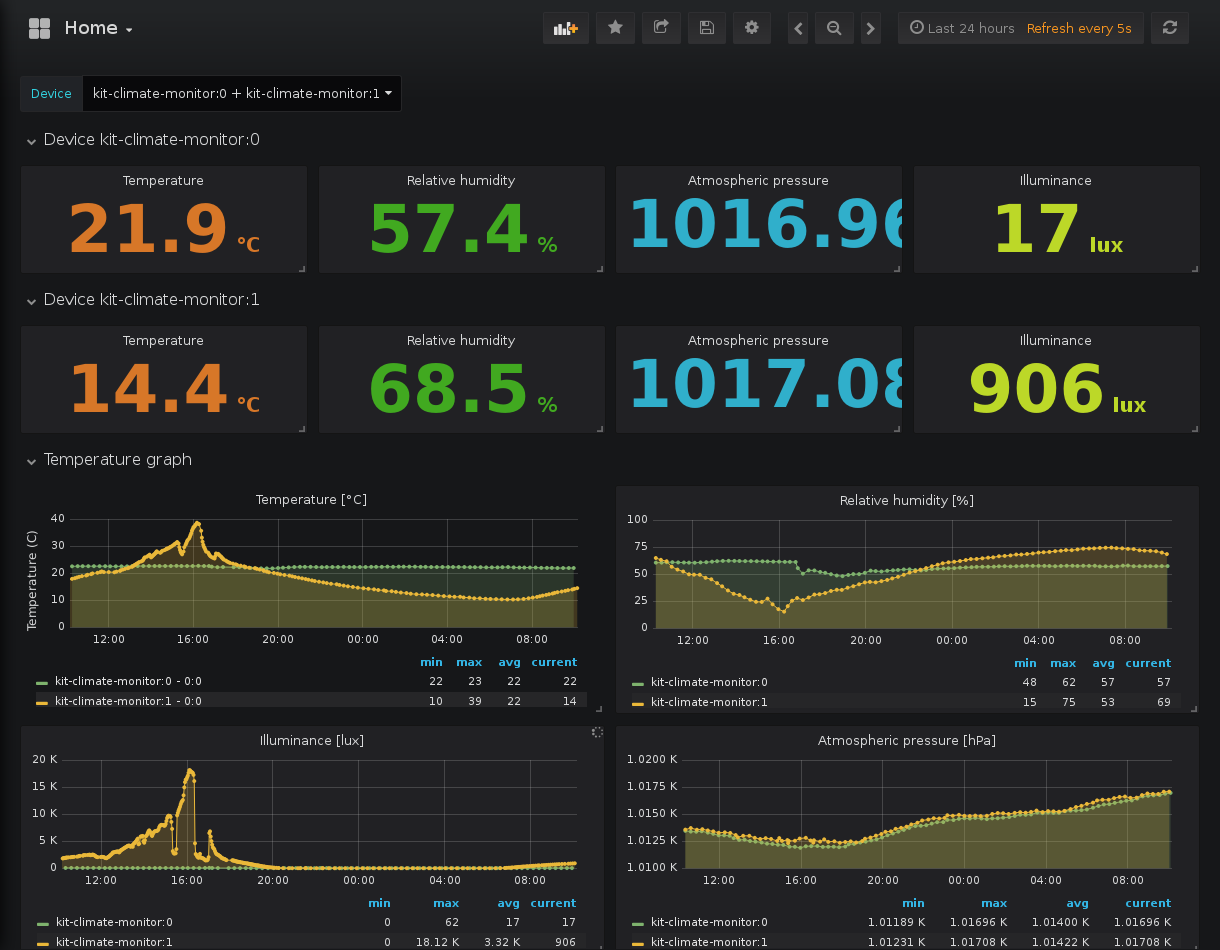 Home
Last 24 hours Refresh every 5s
Device kit-climate-monitor:0 + kit-climate-monitor:1
Device kit-climate-monitor:0
Temperature Relative humidity Atmospheric pressure Illuminance
21.9 °C 57.4 % 1016.96 17 lux
Device kit-climate-monitor:1
Temperature Relative humidity Atmospheric pressure Illuminance
14.4 °C 68.5 % 1017.08 906 lux
Temperature graph
Temperature [°C]
Temperature (C)
40
30
20
10
0
12:00 16:00 20:00 00:00 04:00 08:00
min max avg current
kit-climate-monitor:0 - 0:0 22 23 22 22
kit-climate-monitor:1 - 0:0 10 39 22 14
Relative humidity [%]
100
75
50
25
0
12:00 16:00 20:00 00:00 04:00 08:00
min max avg current
kit-climate-monitor:0 48 62 57 57
kit-climate-monitor:1 15 75 53 69
Illuminance [lux]
20 K
15 K
10 K
5 K
0
12:00 16:00 20:00 00:00 04:00 08:00
min max avg current
kit-climate-monitor:0 0 62 17 17
kit-climate-monitor:1 0 18.12 K 3.32 K 906
Atmospheric pressure [hPa]
1.0200 K
1.0175 K
1.0150 K
1.0125 K
1.0100 K
12:00 16:00 20:00 00:00 04:00 08:00
min max avg current
kit-climate-monitor:0 1.01189 K 1.01696 K 1.01400 K 1.01696 K
kit-climate-monitor:1 1.01231 K 1.01708 K 1.01422 K 1.01708 K